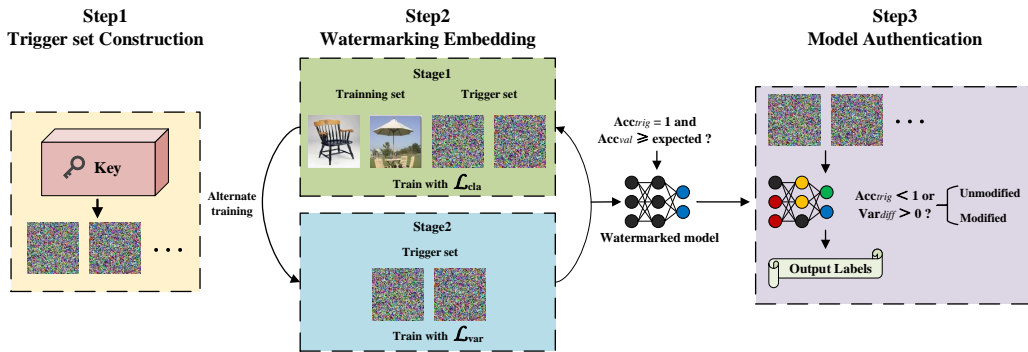 Step1
Trigger set Construction
Key
Step2
Watermarking Embedding
Alternate
training
Stage1
Trainning set
Trigger set
Train with ℒcla
Stage2
Trigger set
Train with ℒvar
Acctrig = 1 and
Accval ⩾ expected ?
Watermarked model
Step3
Model Authentication
Acctrig < 1 or
Vardiff > 0 ?
Unmodified
Modified
Output Labels